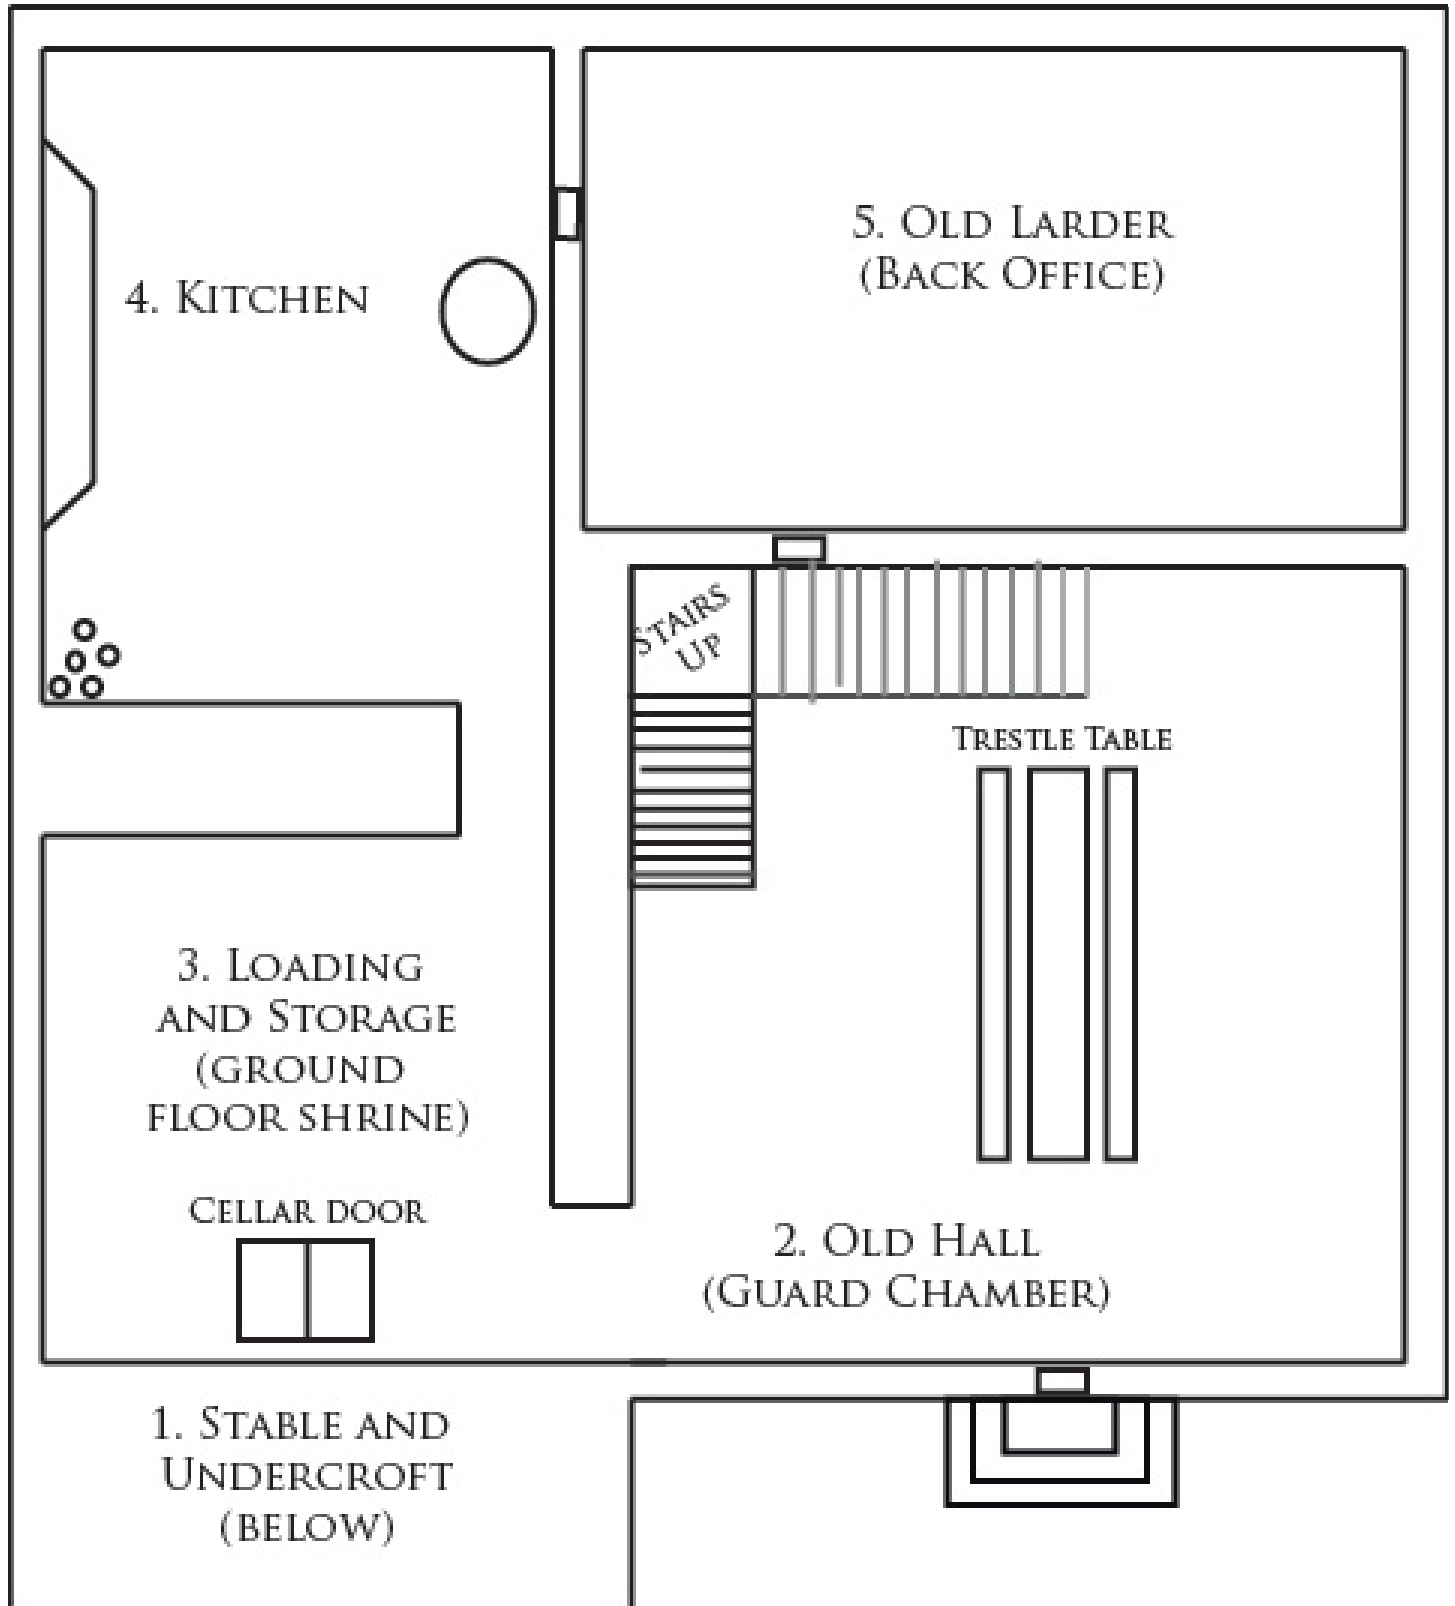 5. Old Larder
(Back Office)
4. Kitchen
Stairs
Up
Trestle Table
3. Loading
and Storage
(ground
floor shrine)
Cellar door
2. Old Hall
(Guard Chamber)
1. Stable and
Undercroft
(below)